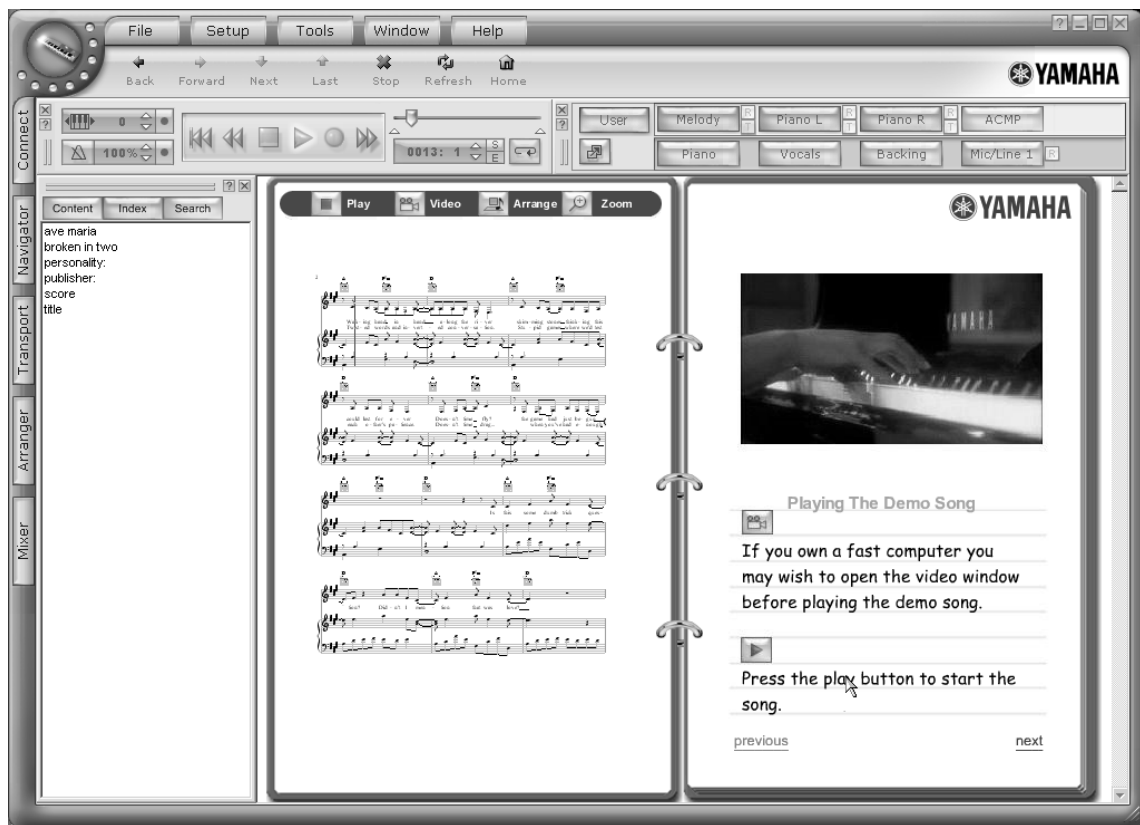 File Setup Tools Window Help
Back Forward Next Last Stop Refresh Home
YAMAHA
Connect
Navigator
Transport
Arranger
Mixer
0
100%
0013: 1
S
E
User Melody R T Piano L R T Piano R R T ACMP
Piano Vocals Backing Mic/Line 1 R
Content Index Search
ave maria
broken in two
personality:
publisher:
score
title
Play Video Arrange Zoom
YAMAHA
YAMAHA
Playing The Demo Song
If you own a fast computer you
may wish to open the video window
before playing the demo song.
Press the play button to start the
song.
previous next